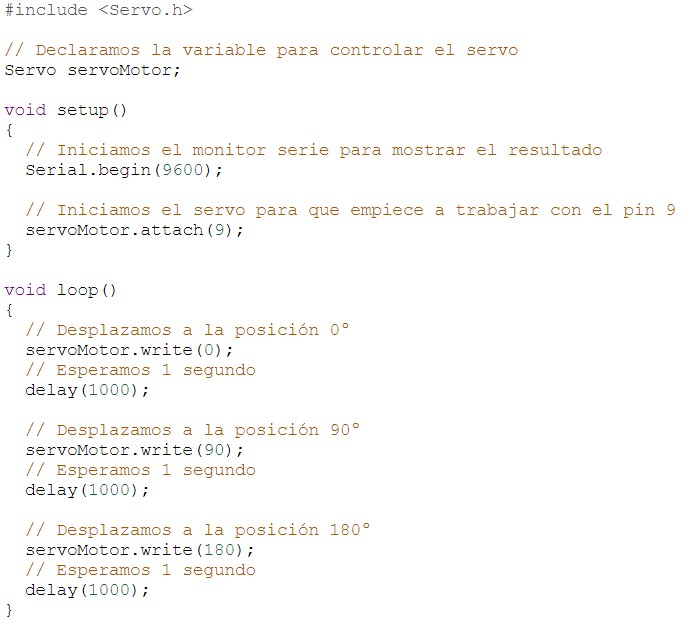 #include <Servo.h>
// Declaramos la variable para controlar el servo
Servo servoMotor;
void setup()
{
// Iniciamos el monitor serie para mostrar el resultado
Serial.begin(9600);
// Iniciamos el servo para que empiece a trabajar con el pin 9
servoMotor.attach(9);
}
void loop()
{
// Desplazamos a la posición 0º
servoMotor.write(0);
// Esperamos 1 segundo
delay(1000);
// Desplazamos a la posición 90º
servoMotor.write(90);
// Esperamos 1 segundo
delay(1000);
// Desplazamos a la posición 180º
servoMotor.write(180);
// Esperamos 1 segundo
delay(1000);
}